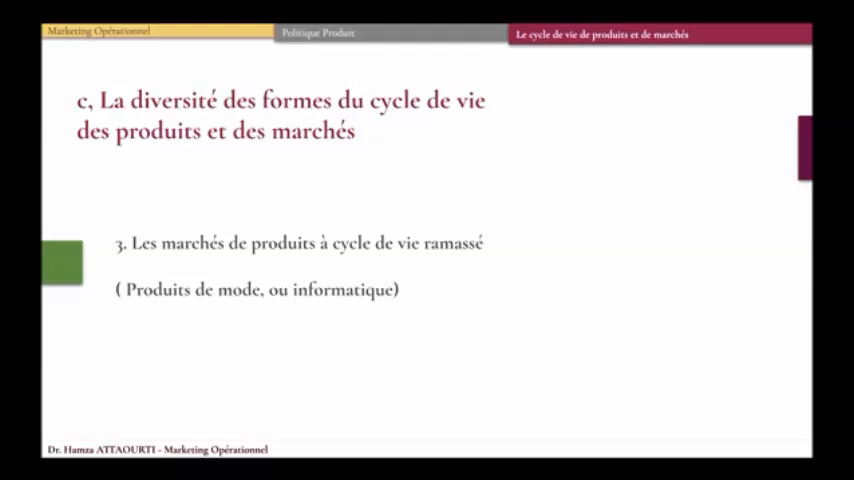 Marketing Opérationnel
Politique Produit
Le cycle de vie de produits et de marchés
c, La diversité des formes du cycle de vie
des produits et des marchés
3. Les marchés de produits à cycle de vie ramassé
( Produits de mode, ou informatique)
Dr. Hamza ATTAOURTI - Marketing Opérationnel